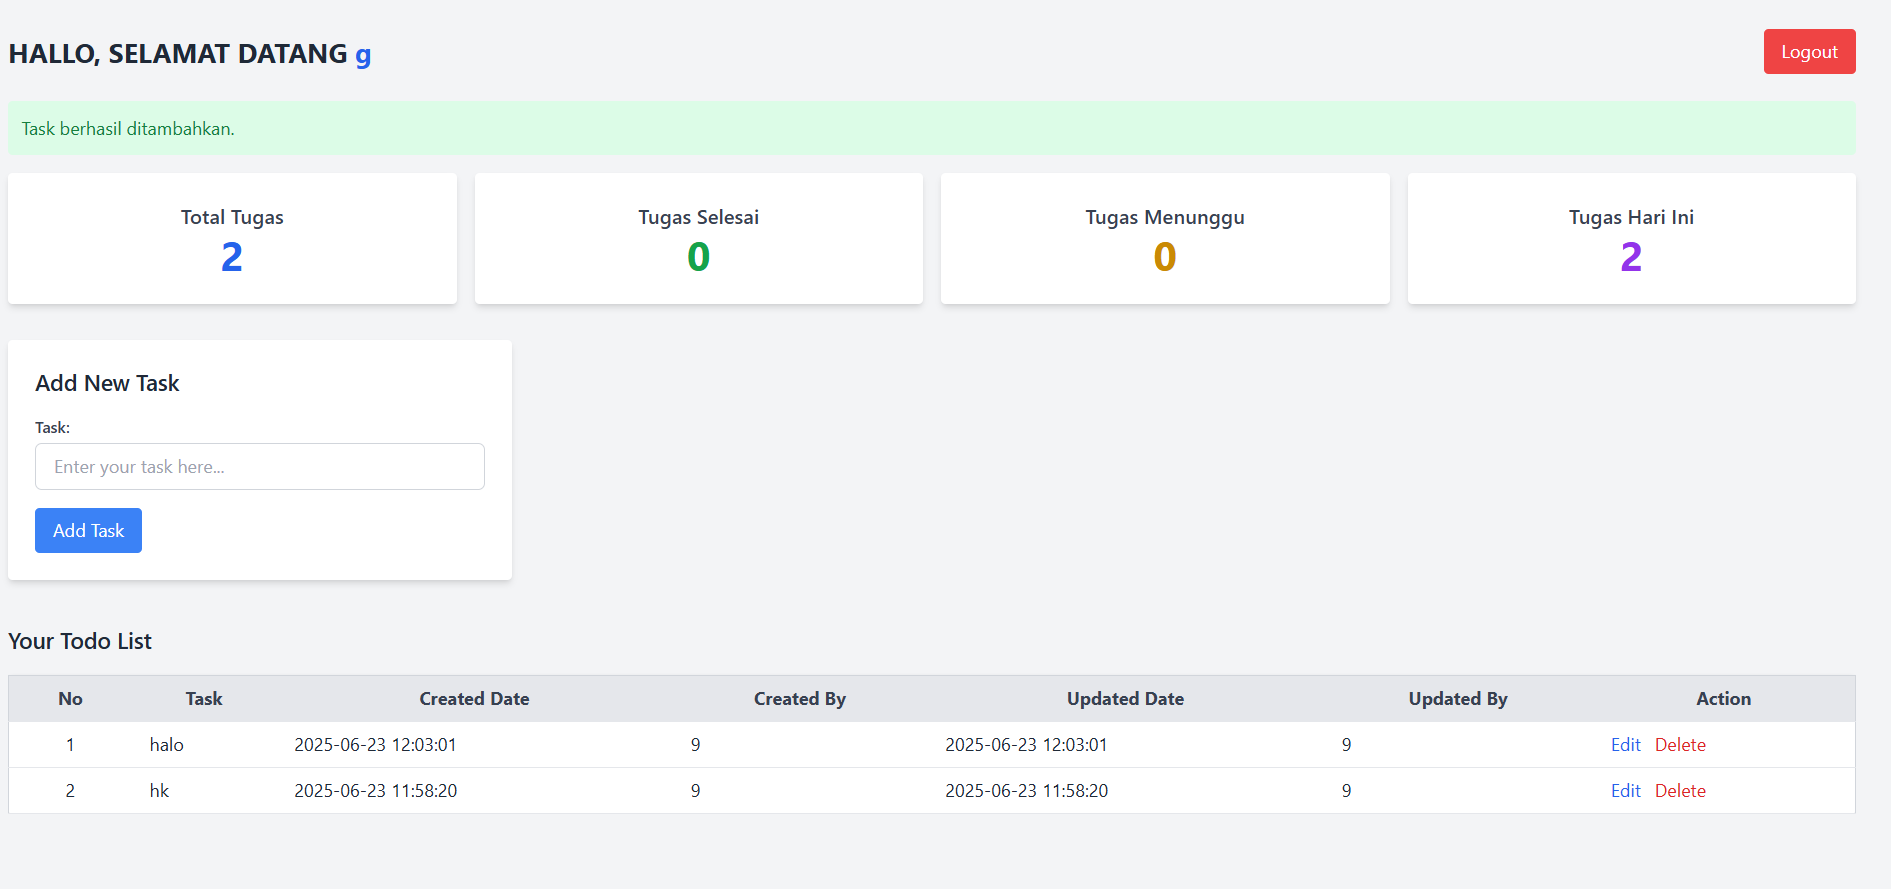 HALLO, SELAMAT DATANG g
Logout
Task berhasil ditambahkan.
Total Tugas
2
Tugas Selesai
0
Tugas Menunggu
0
Tugas Hari Ini
2
Add New Task
Task:
Enter your task here...
Add Task
Your Todo List
No Task Created Date Created By Updated Date Updated By Action
1 halo 2025-06-23 12:03:01 9 2025-06-23 12:03:01 9 Edit Delete
2 hk 2025-06-23 11:58:20 9 2025-06-23 11:58:20 9 Edit Delete